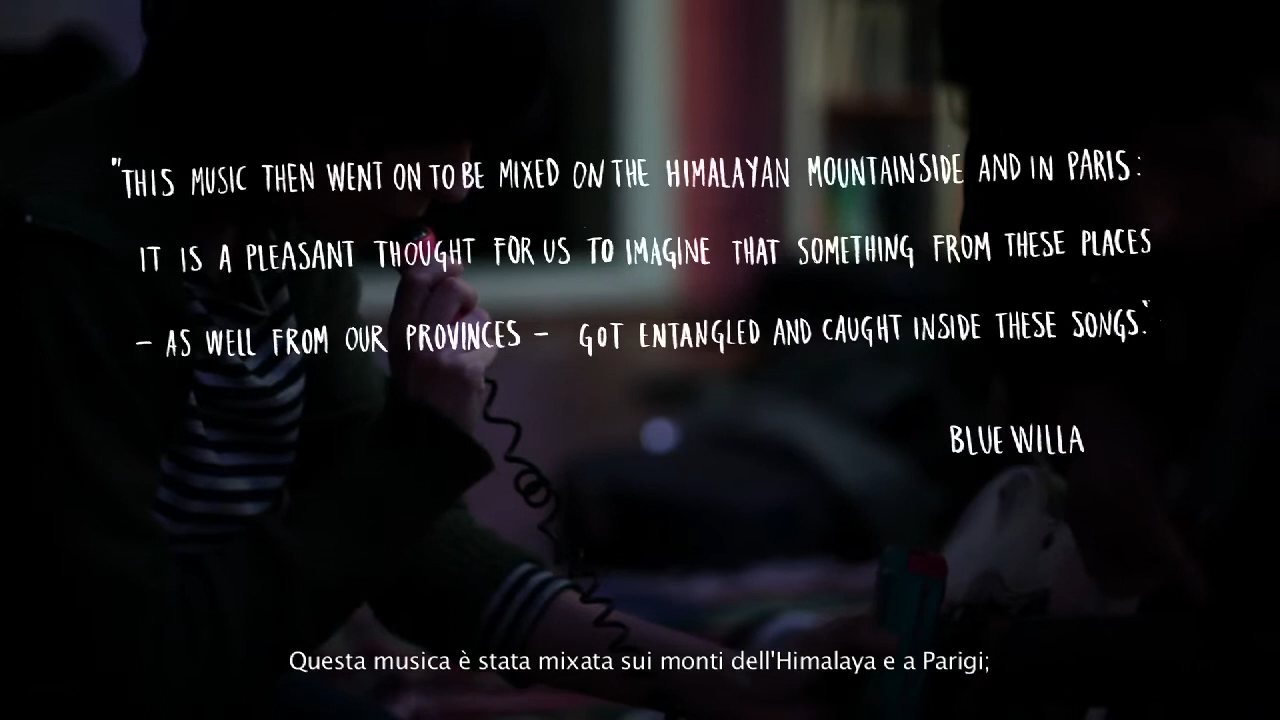 "THIS MUSIC THEN WENT ON TO BE MIXED ON THE HIMALAYAN MOUNTAINSIDE AND IN PARIS:
IT IS A PLEASANT THOUGHT FOR US TO IMAGINE THAT SOMETHING FROM THESE PLACES
– AS WELL FROM OUR PROVINCES – GOT ENTANGLED AND CAUGHT INSIDE THESE SONGS."
BLUE WILLA
Questa musica è stata mixata sui monti dell'Himalaya e a Parigi;